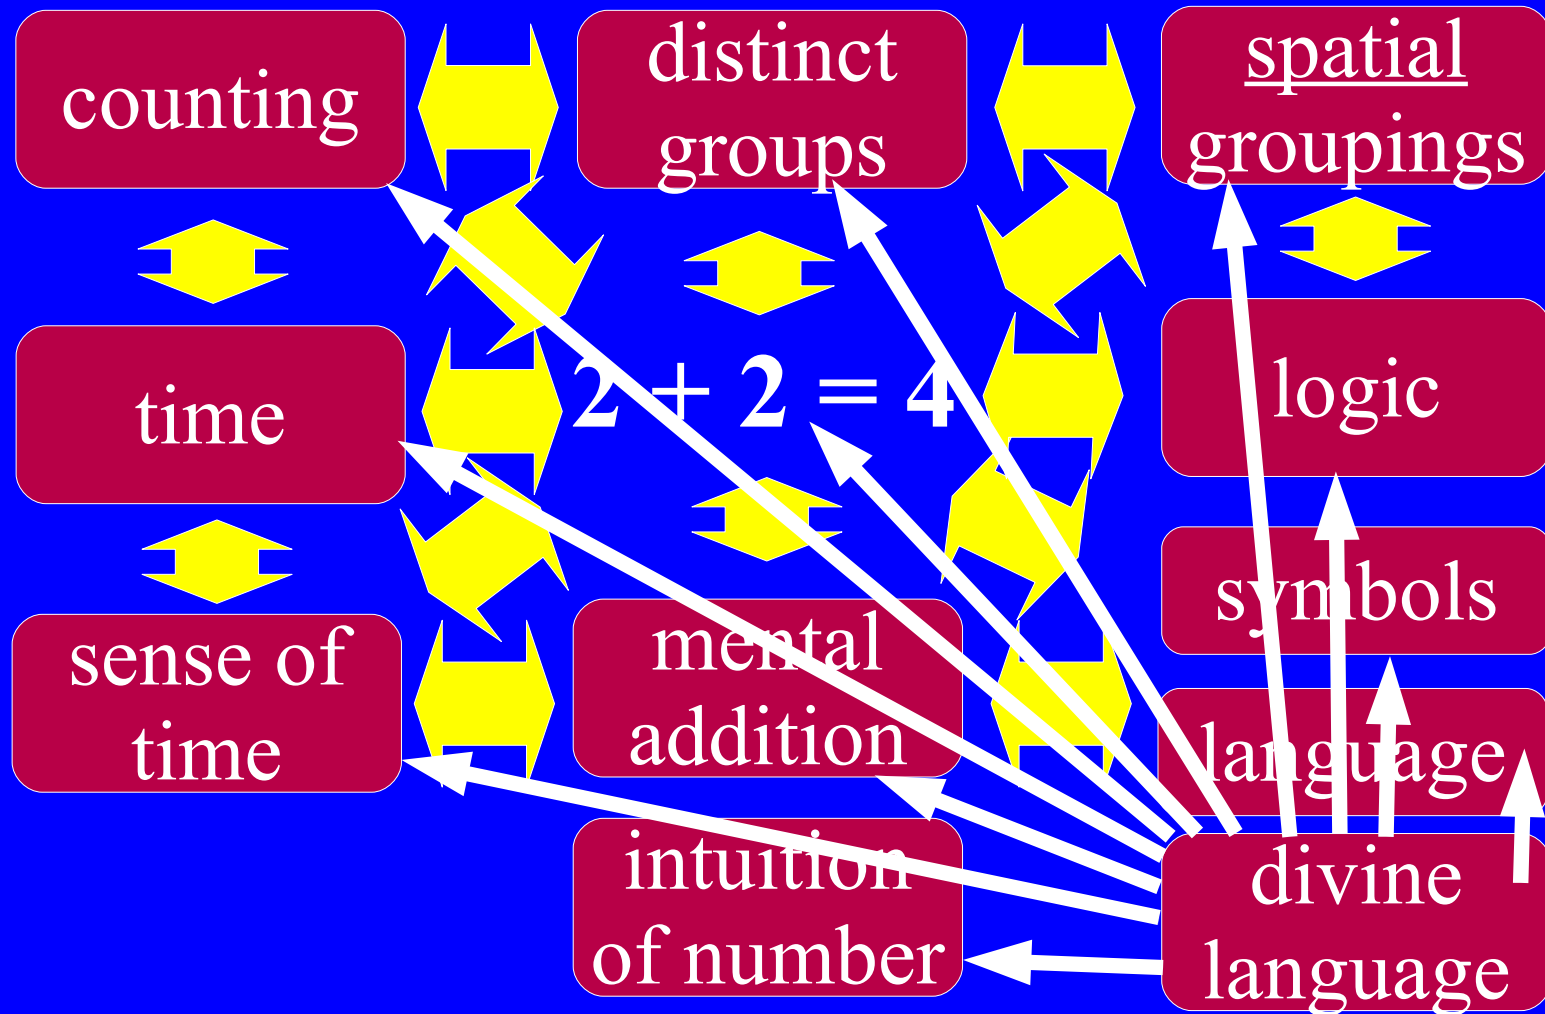 counting
distinct
groups
spatial
groupings
time
2 + 2 = 4
logic
symbols
sense of
time
mental
addition
language
intuition
of number
divine
language